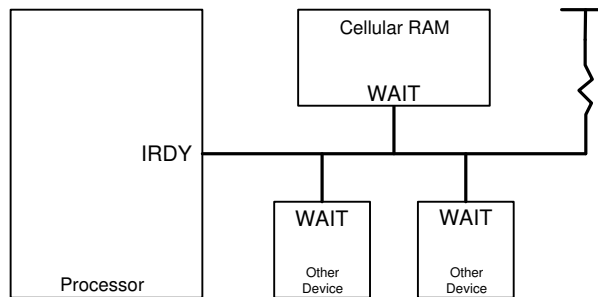 Cellular RAM
WAIT
IRDY
WAIT
WAIT
Other
Device
Other
Device
Processor